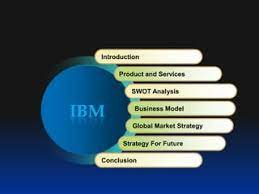 Introduction
Product and Services
SWOT Analysis
Business Model
IBM
Global Market Strategy
Strategy For Future
Conclusion